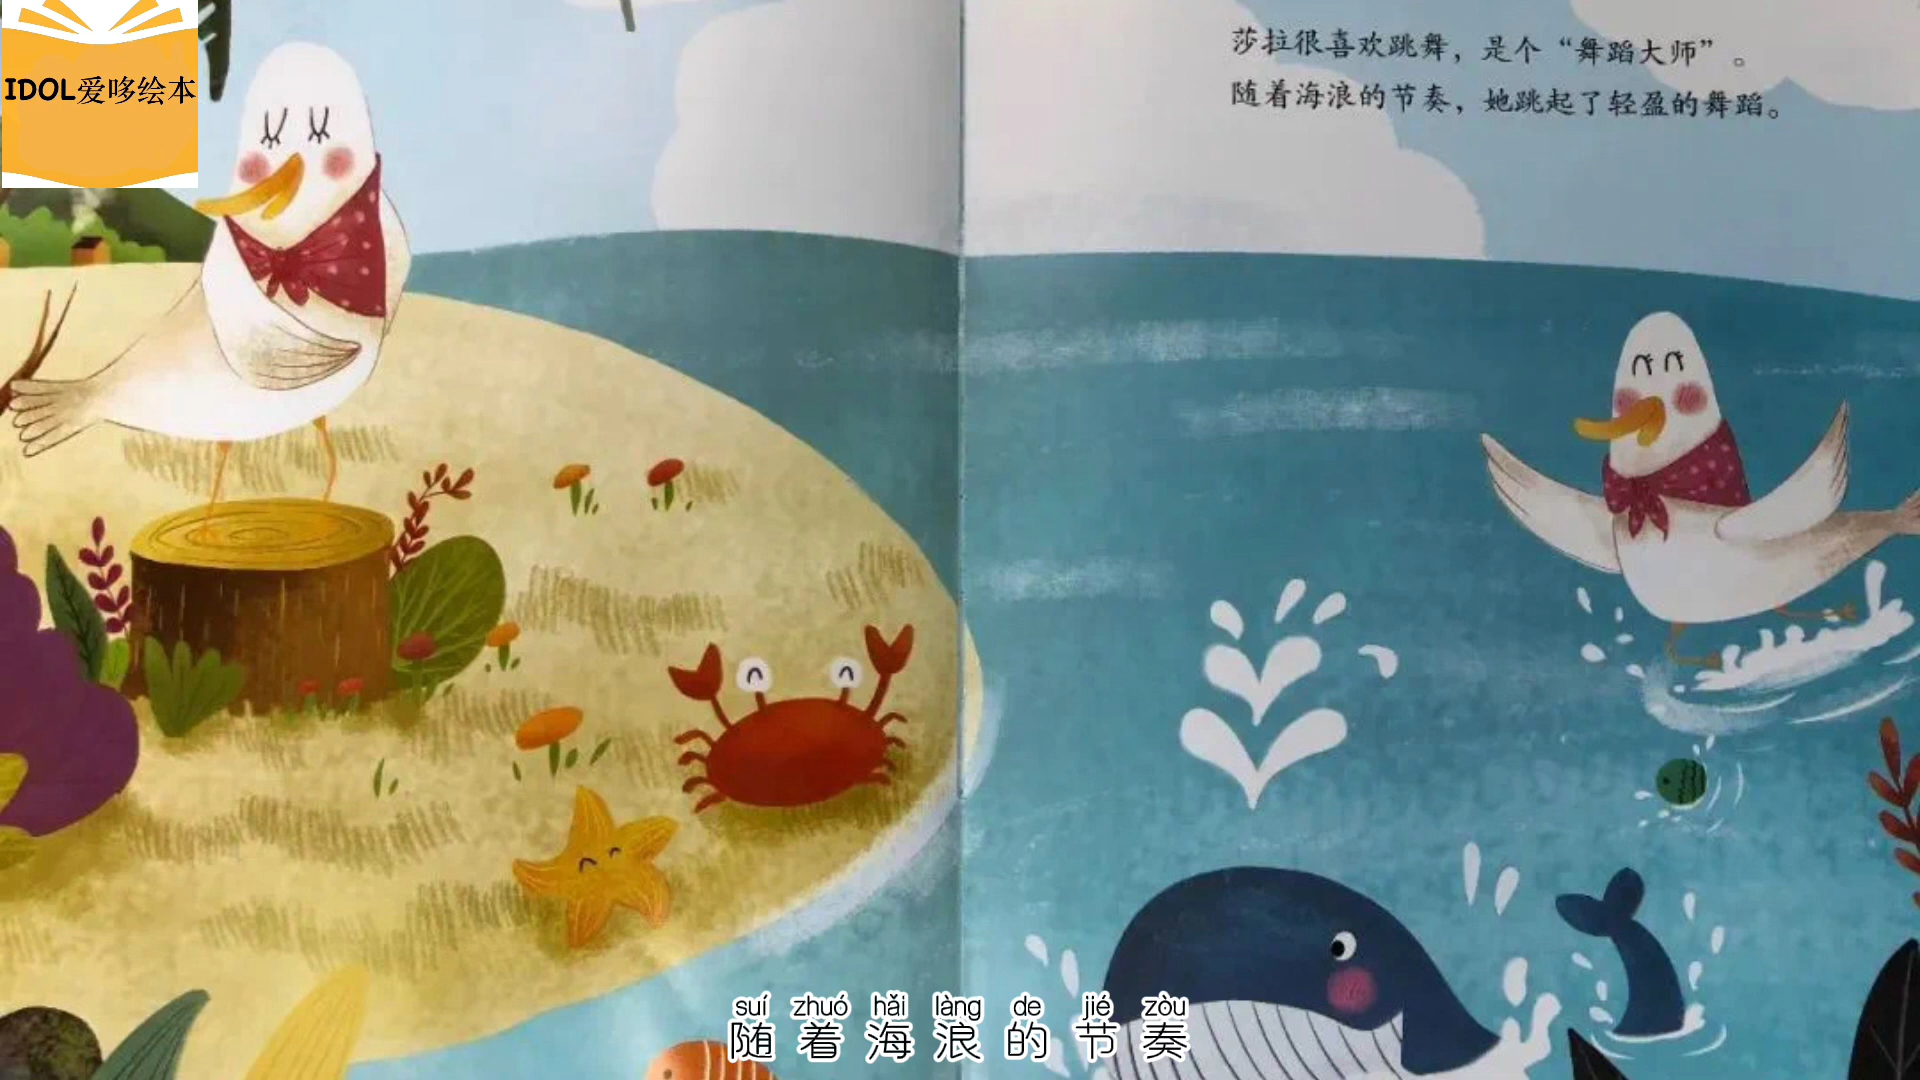 IDOL爱哆绘本
莎拉很喜欢跳舞，是个“舞蹈大师”。
随着海浪的节奏，她跳起了轻盈的舞蹈。
suí zhuó hǎi làng de jié zòu
随着海浪的节奏